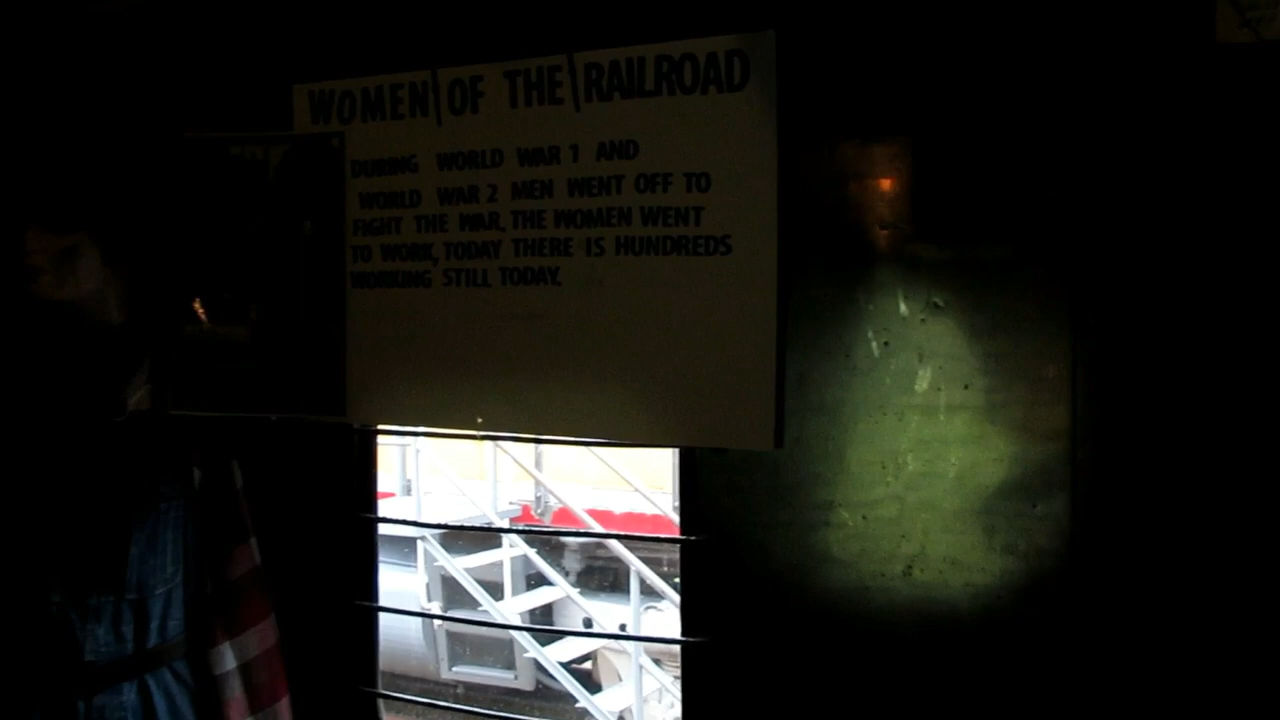 WOMEN OF THE RAILROAD
DURING WORLD WAR 1 AND
WORLD WAR 2 MEN WENT OFF TO
FIGHT THE WAR, THE WOMEN WENT
TO WORK, TODAY THERE IS HUNDREDS
WORKING STILL TODAY.